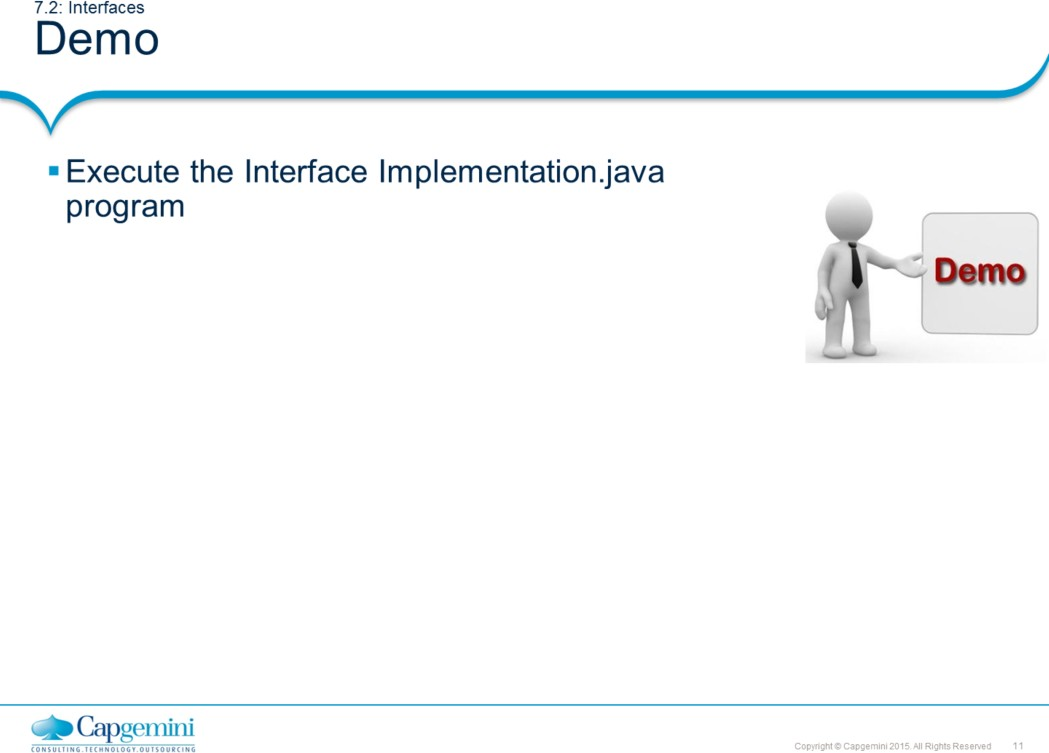 7.2: Interfaces
Demo
▪Execute the Interface Implementation.java
program
Demo
Capgemini
CONSULTING.TECHNOLOGY.OUTSOURCING
Copyright © Capgemini 2015. All Rights Reserved 11